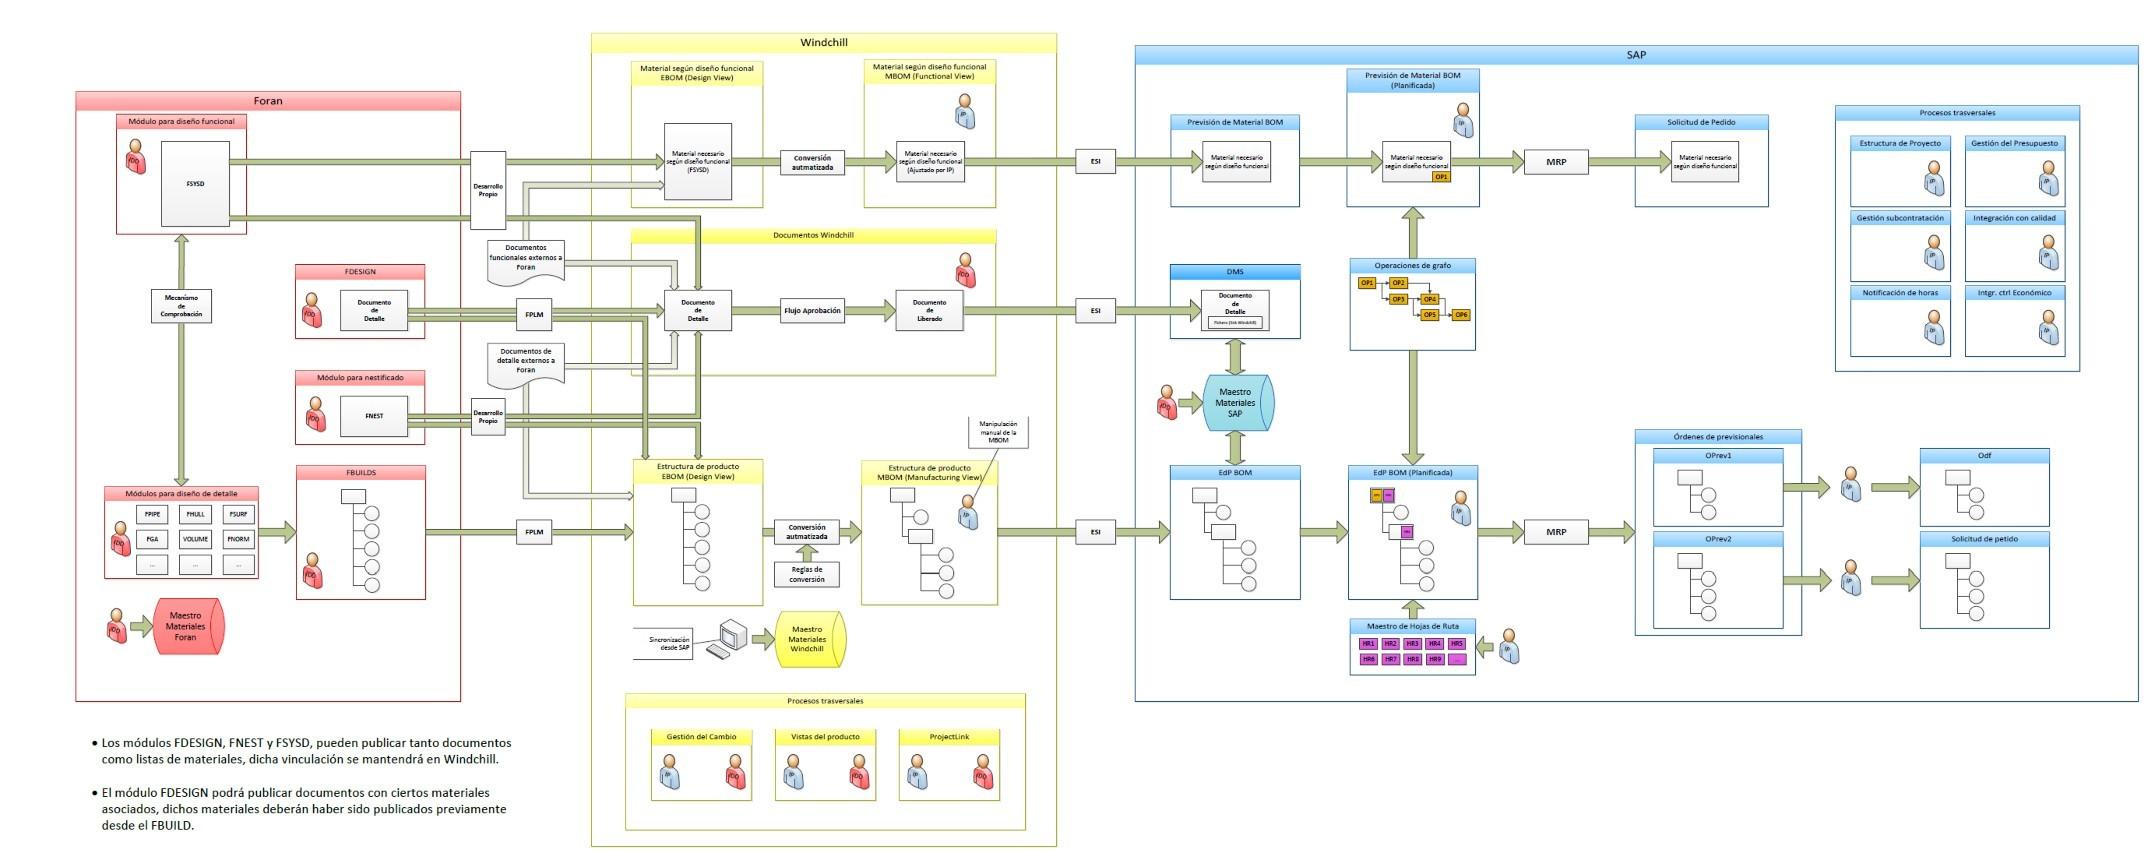 Foran
Módulo para diseño funcional
FSYSD
Mecanismo
de
Comprobación
FDESIGN
Documento
de
Detalle
Módulo para nestificado
FNEST
Módulos para diseño de detalle
FPIPE
FHULL
FSURF
FGA
VOLUME
FNORM
...
...
...
FBUILDS
Maestro
Materiales
Foran
Desarrollo
Propio
Documentos
funcionales externos a
Foran
FPLM
Documentos de
detalle externos a
Foran
Desarrollo
Propio
FPLM
Windchill
Material según diseño funcional
EBOM (Design View)
Material necesario
según diseño funcional
(FSYSD)
Conversión
autmatizada
Material según diseño funcional
MBOM (Functional View)
Material necesario
según diseño funcional
(Ajustado por IP)
Documentos Windchill
Documento
de
Detalle
Flujo Aprobación
Documento
de
Liberado
Estructura de producto
EBOM (Design View)
Conversión
autmatizada
Reglas de
conversión
Estructura de producto
MBOM (Manufacturing View)
Manipulación
manual de la
MBOM
Sincronización
desde SAP
Maestro
Materiales
Windchill
Procesos trasversales
Gestión del Cambio
Vistas del producto
ProjectLink
ESI
ESI
ESI
SAP
Previsión de Material BOM
Material necesario
según diseño funcional
Previsión de Material BOM
(Planificada)
Material necesario
según diseño funcional
OP1
MRP
Solicitud de Pedido
Material necesario
según diseño funcional
DMS
Documento
de
Detalle
Fichero (link Windchill)
Operaciones de grafo
OP1
OP2
OP3
OP4
OP5
OP6
Maestro
Materiales
SAP
EdP BOM
EdP BOM (Planificada)
Maestro de Hojas de Ruta
HR1
HR2
HR3
HR4
HR5
HR6
HR7
HR8
HR9
...
MRP
Órdenes de previsionales
OPrev1
OPrev2
Odf
Solicitud de petido
Procesos trasversales
Estructura de Proyecto
Gestión del Presupuesto
Gestión subcontratación
Integración con calidad
Notificación de horas
Intgr. ctrl Económico
• Los módulos FDESIGN, FNEST y FSYSD, pueden publicar tanto documentos
como listas de materiales, dicha vinculación se mantendrá en Windchill.
• El módulo FDESIGN podrá publicar documentos con ciertos materiales
asociados, dichos materiales deberán haber sido publicados previamente
desde el FBUILD.